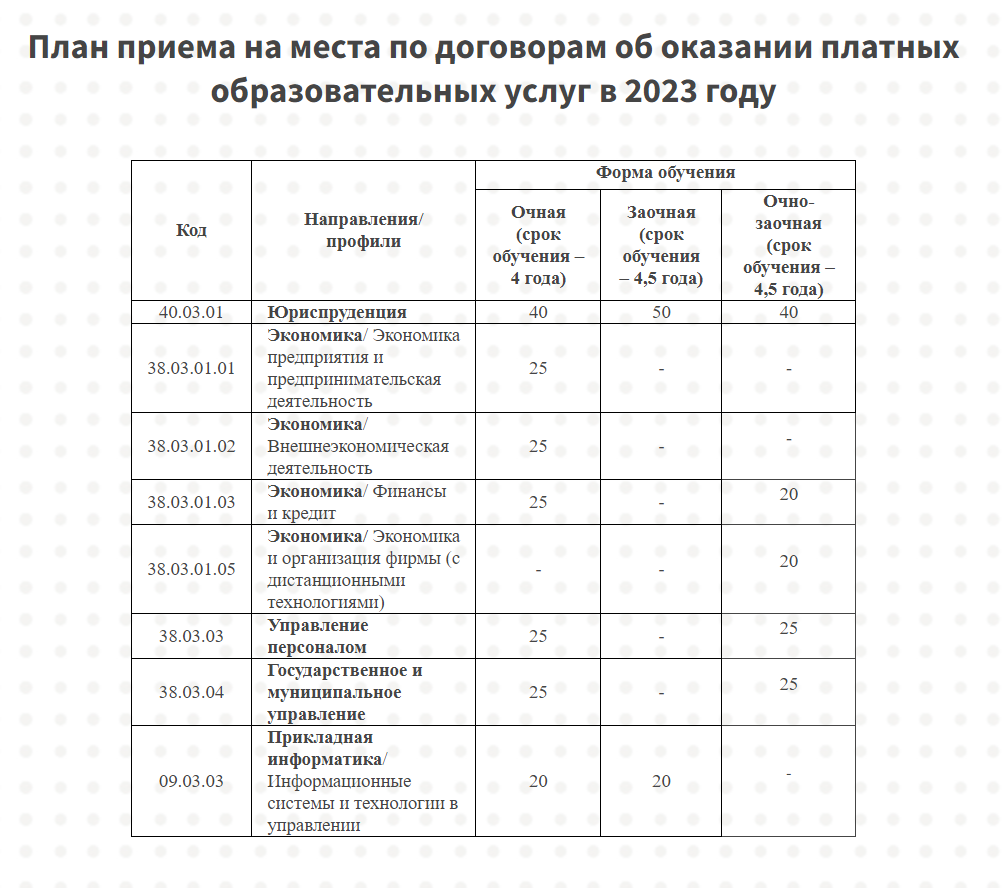 План приема на места по договорам об оказании платных
образовательных услуг в 2023 году
Код
Направления/
профили
Форма обучения
Очная
(срок
обучения –
4 года)
Заочная
(срок
обучения
– 4,5 года)
Очно-
заочная
(срок
обучения –
4,5 года)
40.03.01
Юриспруденция
40
50
40
38.03.01.01
Экономика/ Экономика
предприятия и
предпринимательская
деятельность
25
-
-
38.03.01.02
Экономика/
Внешнеэкономическая
деятельность
25
-
-
38.03.01.03
Экономика/ Финансы
и кредит
25
-
20
38.03.01.05
Экономика/ Экономика
и организация фирмы (с
дистанционными
технологиями)
-
-
20
38.03.03
Управление
персоналом
25
-
25
38.03.04
Государственное и
муниципальное
управление
25
-
25
09.03.03
Прикладная
информатика/
Информационные
системы и технологии в
управлении
20
20
-